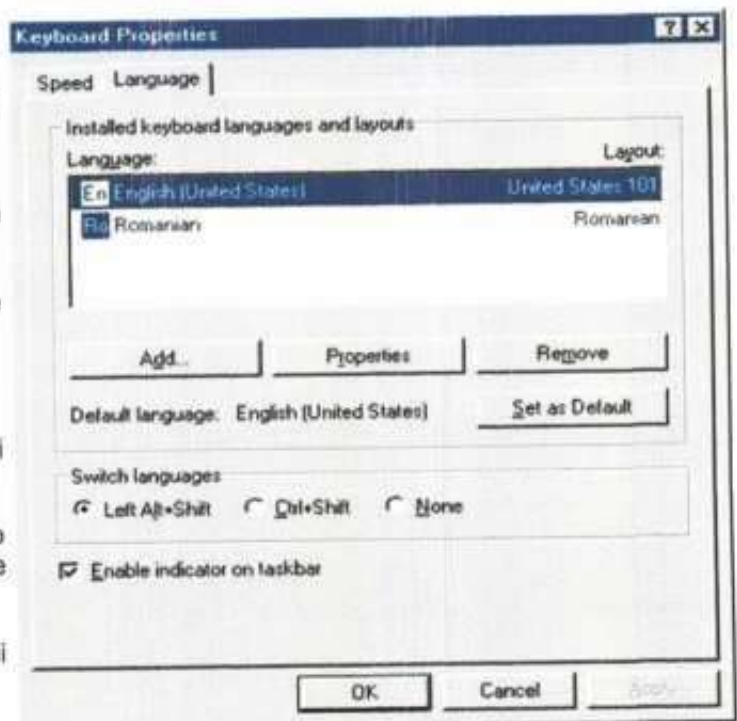 Keyboard Properties
Speed Language
Installed keyboard languages and layouts
Language: Layout:
En English (United States) United States 101
Ro Romanian Romanian
Add... Properties Remove
Default language: English (United States) Set as Default
Switch languages
Left Alt+Shift Ctrl+Shift None
Enable indicator on taskbar
OK Cancel Apply